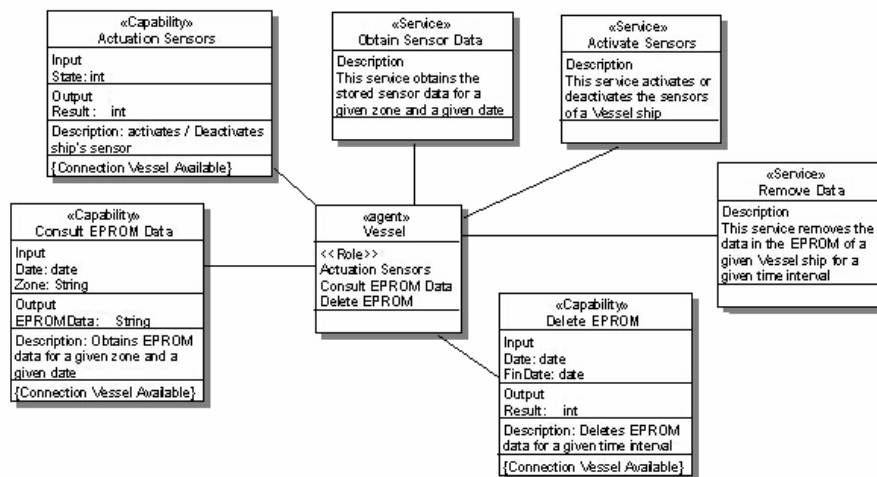 «Capability»
Actuation Sensors
Input
State: int
Output
Result :    int
Description: activates / Deactivates
ship's sensor
{Connection Vessel Available}
«Service»
Obtain Sensor Data
Description
This service obtains the
stored sensor data for a
given zone and a given date
«Service»
Activate Sensors
Description
This service activates or
deactivates the sensors
of a Vessel ship
«Service»
Remove Data
Description
This service removes the
data in the EPROM of a
given Vessel ship for a
given time interval
«Capability»
Consult EPROM Data
Input
Date: date
Zone: String
Output
EPROMData:    String
Description: Obtains EPROM
data for a given zone and a
given date
{Connection Vessel Available}
«agent»
Vessel
<<Role>>
Actuation Sensors
Consult EPROM Data
Delete EPROM
«Capability»
Delete EPROM
Input
Date: date
FinDate: date
Output
Result:    int
Description: Deletes EPROM
data for a given time interval
{Connection Vessel Available}